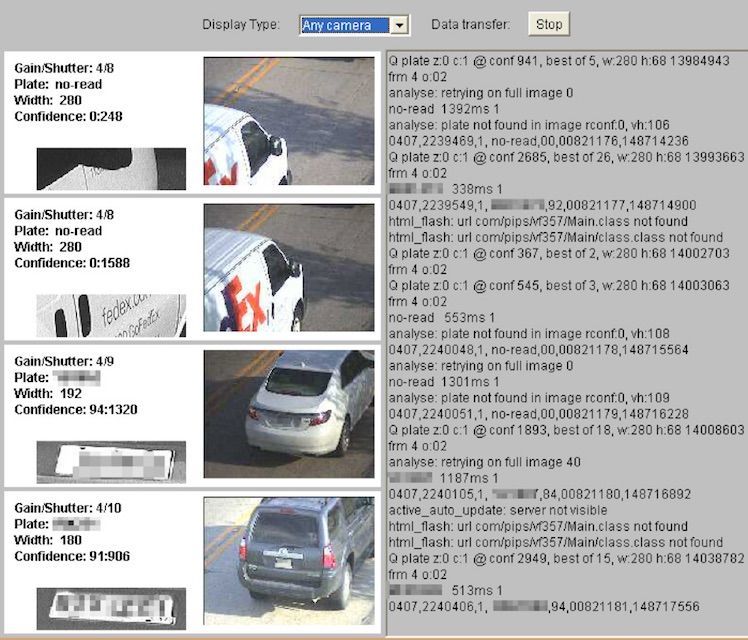 Display Type: Any camera Data transfer: Stop
Gain/Shutter: 4/8
Plate: no-read
Width: 280
Confidence: 0:248
Gain/Shutter: 4/8
Plate: no-read
Width: 280
Confidence: 0:1588
fedex.co
GoFedEx
Ex
Gain/Shutter: 4/9
Plate:
Width: 192
Confidence: 94:1320
Gain/Shutter: 4/10
Plate:
Width: 180
Confidence: 91:906
Q plate z:0 c:1 @ conf 941, best of 5, w:280 h:68 13984943
frm 4 o:02
analyse: retrying on full image 0
no-read 1392ms 1
analyse: plate not found in image rconf:0, vh:106
0407,2239469,1, no-read,00,00821176,148714236
Q plate z:0 c:1 @ conf 2685, best of 26, w:280 h:68 13993663
frm 4 o:02
338ms 1
0407,2239549,1, ,92,00821177,148714900
html_flash: url com/pips/vf357/Main.class not found
html_flash: url com/pips/vf357/Main/class.class not found
Q plate z:0 c:1 @ conf 367, best of 2, w:280 h:68 14002703
frm 4 o:02
Q plate z:0 c:1 @ conf 545, best of 3, w:280 h:68 14003063
frm 4 o:02
no-read 553ms 1
analyse: plate not found in image rconf:0, vh:108
0407,2240048,1, no-read,00,00821178,148715564
analyse: retrying on full image 0
no-read 1301ms 1
analyse: plate not found in image rconf:0, vh:109
0407,2240051,1, no-read,00,00821179,148716228
Q plate z:0 c:1 @ conf 1893, best of 18, w:280 h:68 14008603
frm 4 o:02
analyse: retrying on full image 40
1187ms 1
0407,2240105,1, ,84,00821180,148716892
active_auto_update: server not visible
html_flash: url com/pips/vf357/Main.class not found
html_flash: url com/pips/vf357/Main/class.class not found
Q plate z:0 c:1 @ conf 2949, best of 15, w:280 h:68 14038782
frm 4 o:02
513ms 1
0407,2240406,1, ,94,00821181,148717556